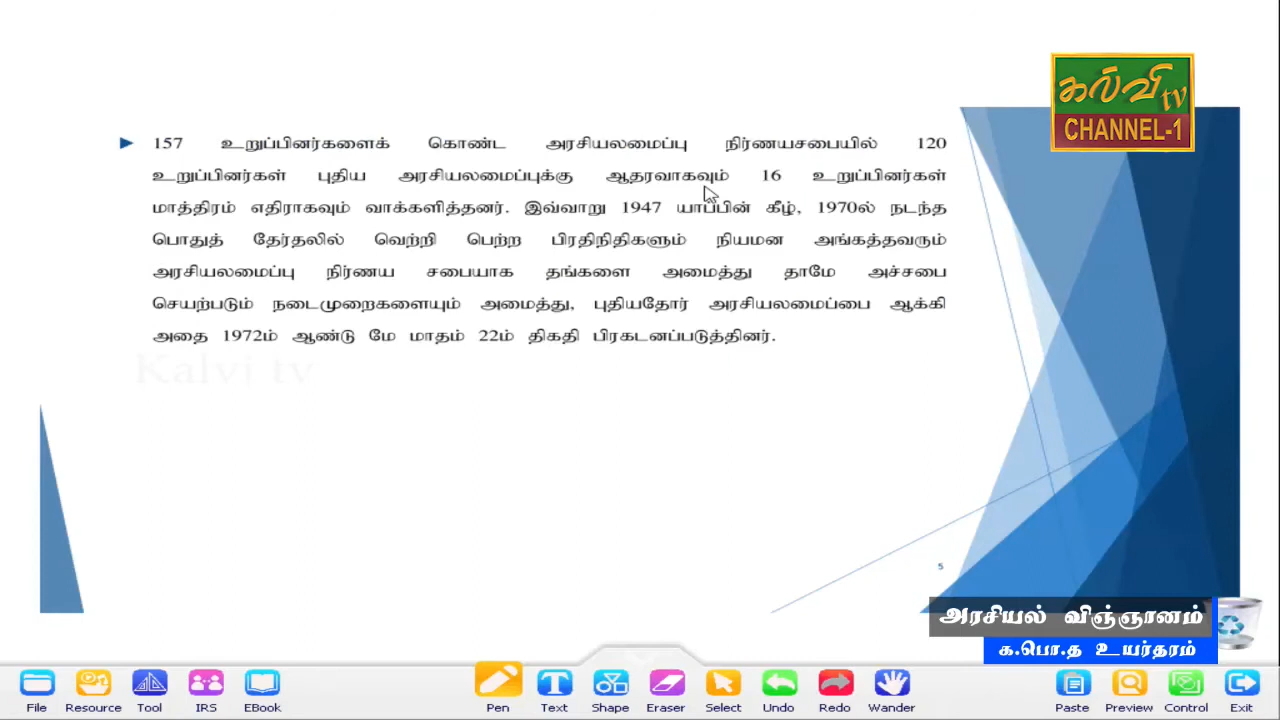 கல்வி
tv
CHANNEL-1
157 உறுப்பினர்களைக் கொண்ட அரசியலமைப்பு நிர்ணயசபையில் 120
உறுப்பினர்கள் புதிய அரசியலமைப்புக்கு ஆதரவாகவும் 16 உறுப்பினர்கள்
மாத்திரம் எதிராகவும் வாக்களித்தனர். இவ்வாறு 1947 யாப்பின் கீழ், 1970ல் நடந்த
பொதுத் தேர்தலில் வெற்றி பெற்ற பிரதிநிதிகளும் நியமன அங்கத்தவரும்
அரசியலமைப்பு நிர்ணய சபையாக தங்களை அமைத்து தாமே அச்சபை
செயற்படும் நடைமுறைகளையும் அமைத்து, புதியதோர் அரசியலமைப்பை ஆக்கி
அதை 1972ம் ஆண்டு மே மாதம் 22ம் திகதி பிரகடனப்படுத்தினர்.
Kalvi tv
5
அரசியல் விஞ்ஞானம்
க.பொ.த உயர்தரம்
File Resource Tool IRS EBook Pen Text Shape Eraser Select Undo Redo Wander Paste Preview Control Exit